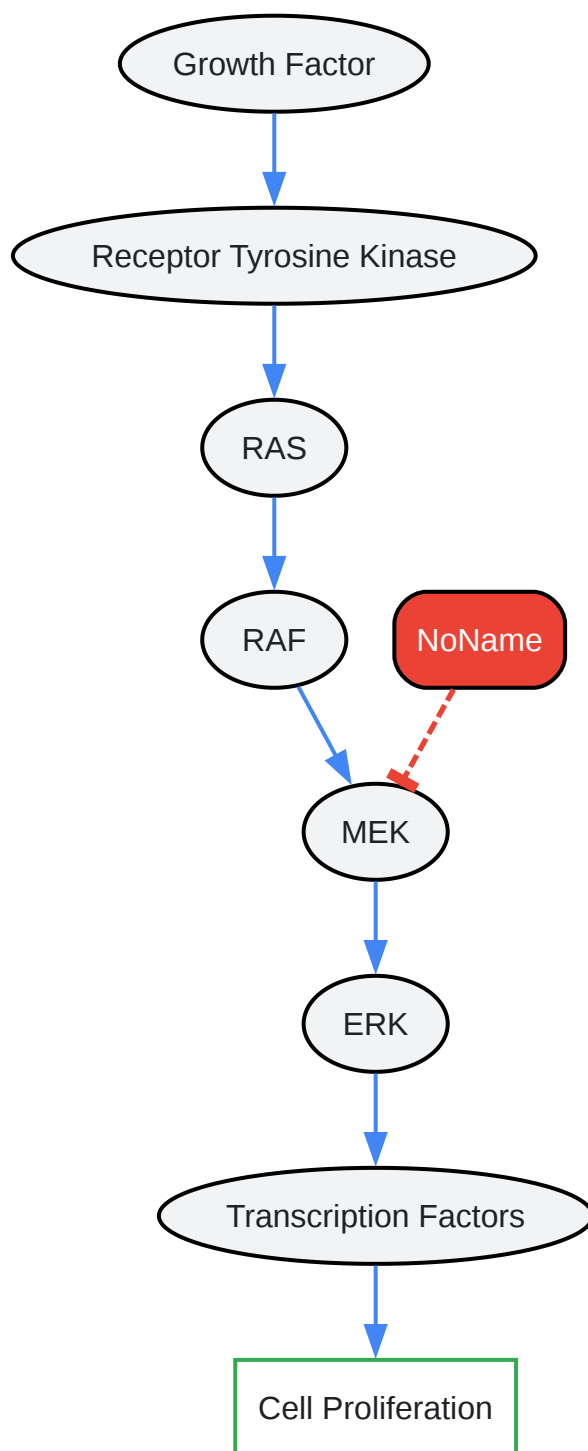 Growth Factor
Receptor Tyrosine Kinase
RAS
RAF
NoName
MEK
ERK
Transcription Factors
Cell Proliferation